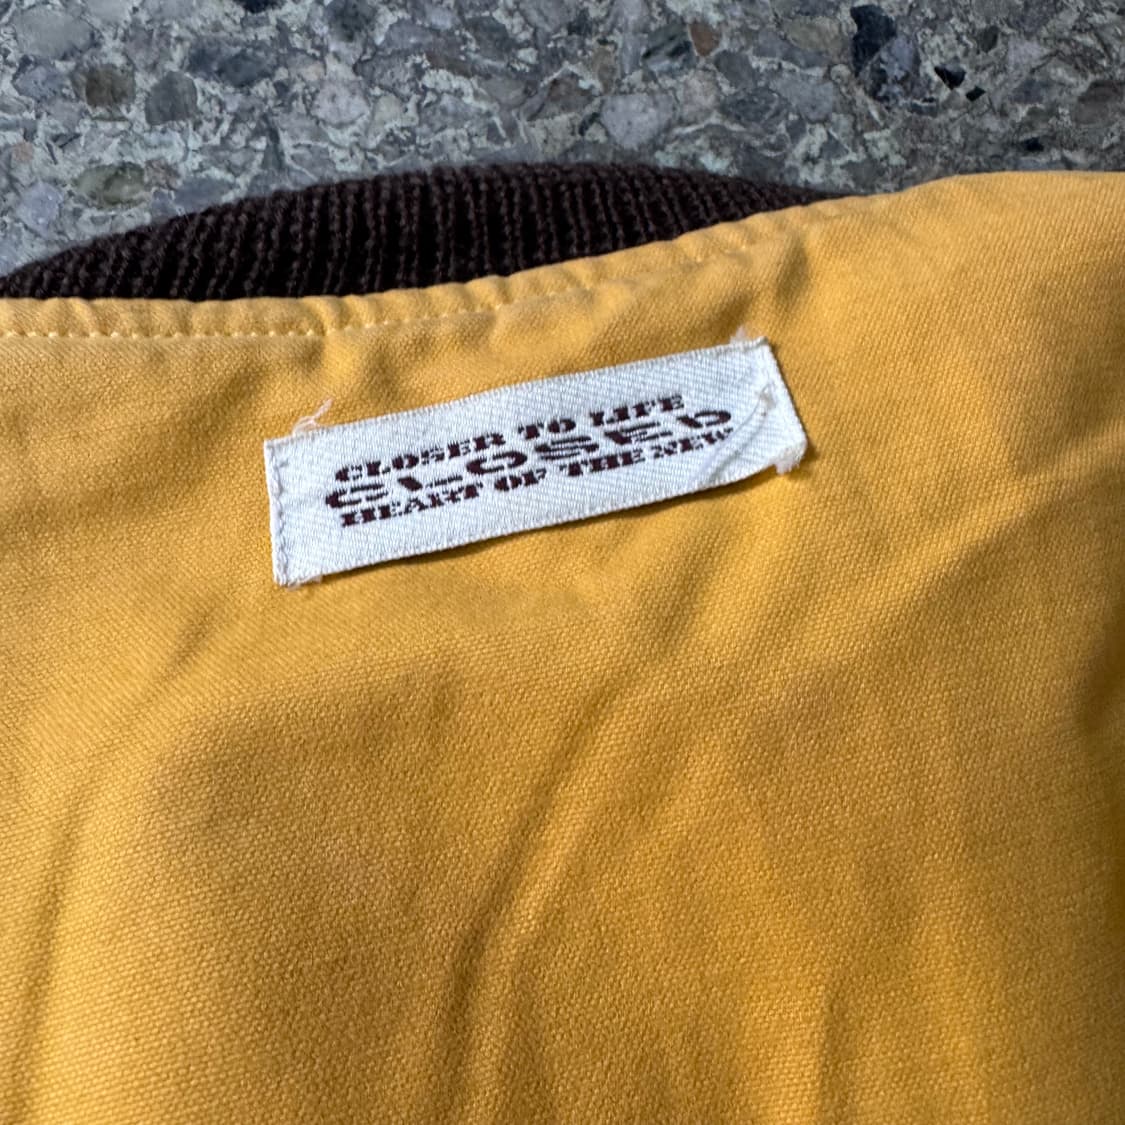 CLOSER TO LIFE
CLOSED
HEART OF THE NEW